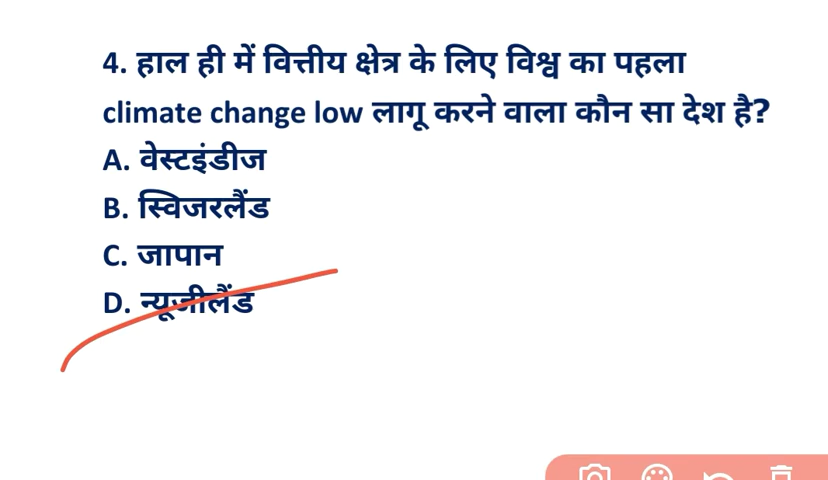 4. हाल ही में वित्तीय क्षेत्र के लिए विश्व का पहला
climate change low लागू करने वाला कौन सा देश है?
A. वेस्टइंडीज
B. स्विजरलैंड
C. जापान
D. न्यूजीलैंड